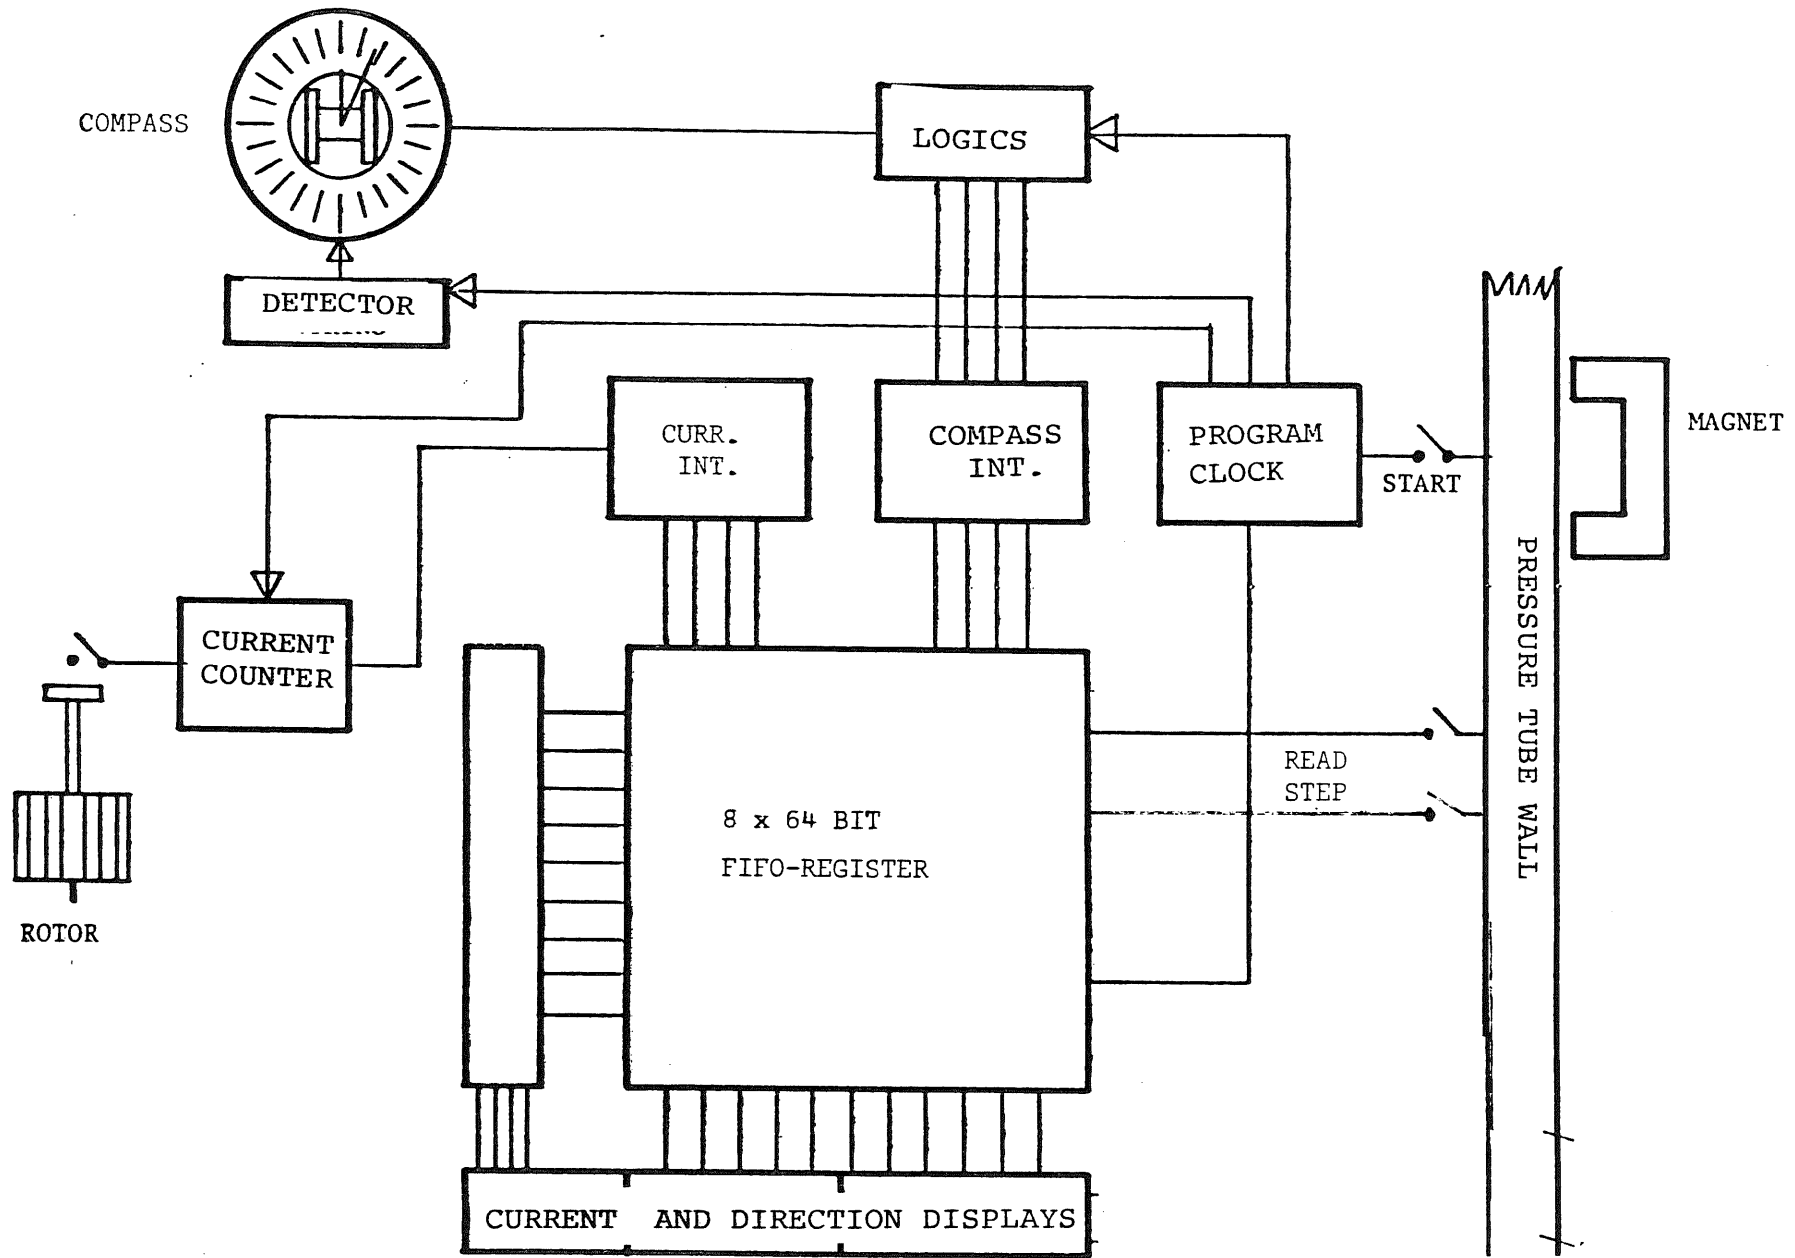 COMPASS
LOGICS
DETECTOR
CURR.
INT.
COMPASS
INT.
PROGRAM
CLOCK
START
MAGNET
CURRENT
COUNTER
PRESSURE TUBE WALL
READ
STEP
8 x 64 BIT
FIFO-REGISTER
ROTOR
CURRENT AND DIRECTION DISPLAYS